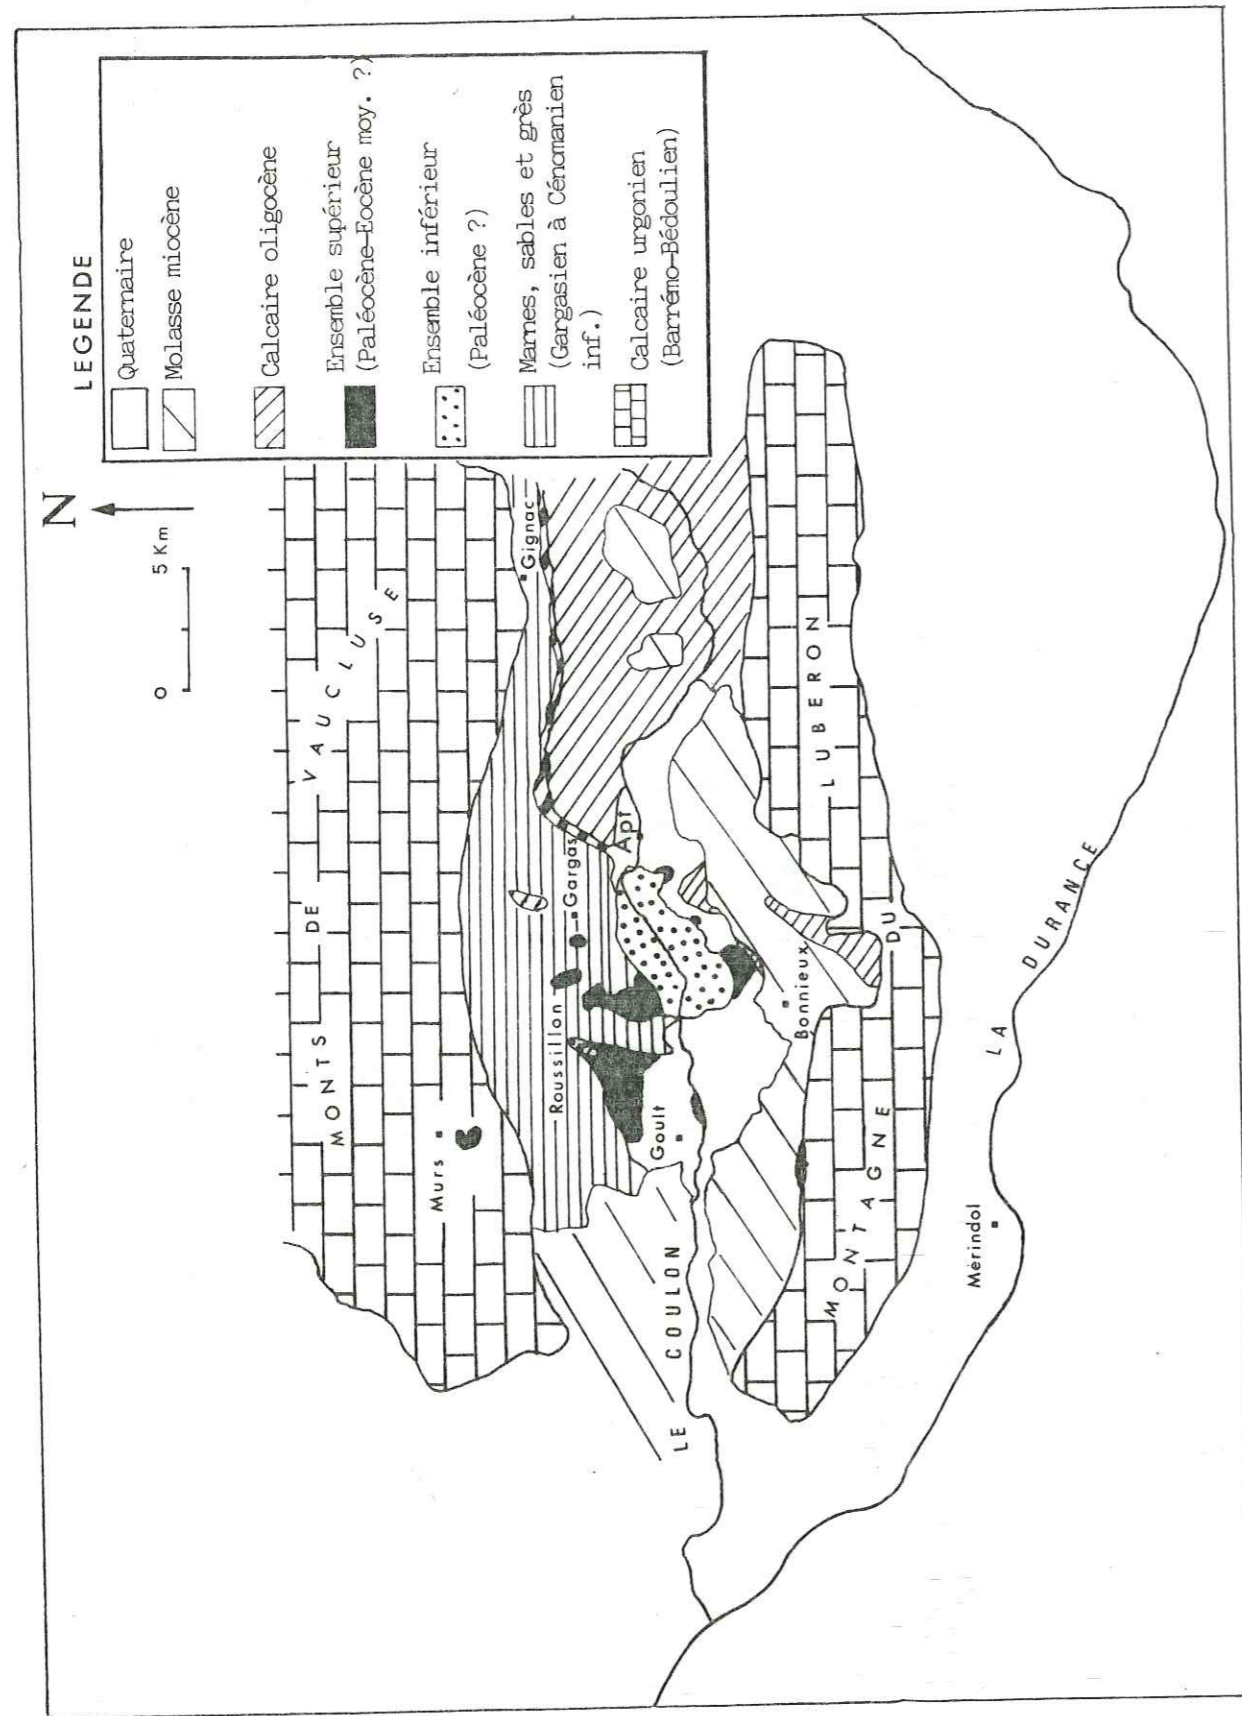 LEGENDE
Quaternaire
Molasse miocène
Calcaire oligocène
Ensemble supérieur
(Paléocène-Eocène moy. ?)
Ensemble inférieur
(Paléocène ?)
Marnes, sables et grès
(Gargasien à Cénomanien
inf.)
Calcaire urgonien
(Barrémo-Bédoulien)
N
0 5 Km
MONTS DE VAUCLUSE
Murs
Gignac
Roussillon
Gargas
Apt
Goult
Bonnieux
LE COULON
MONTAGNE DU LUBERON
Mérindol
LA DURANCE